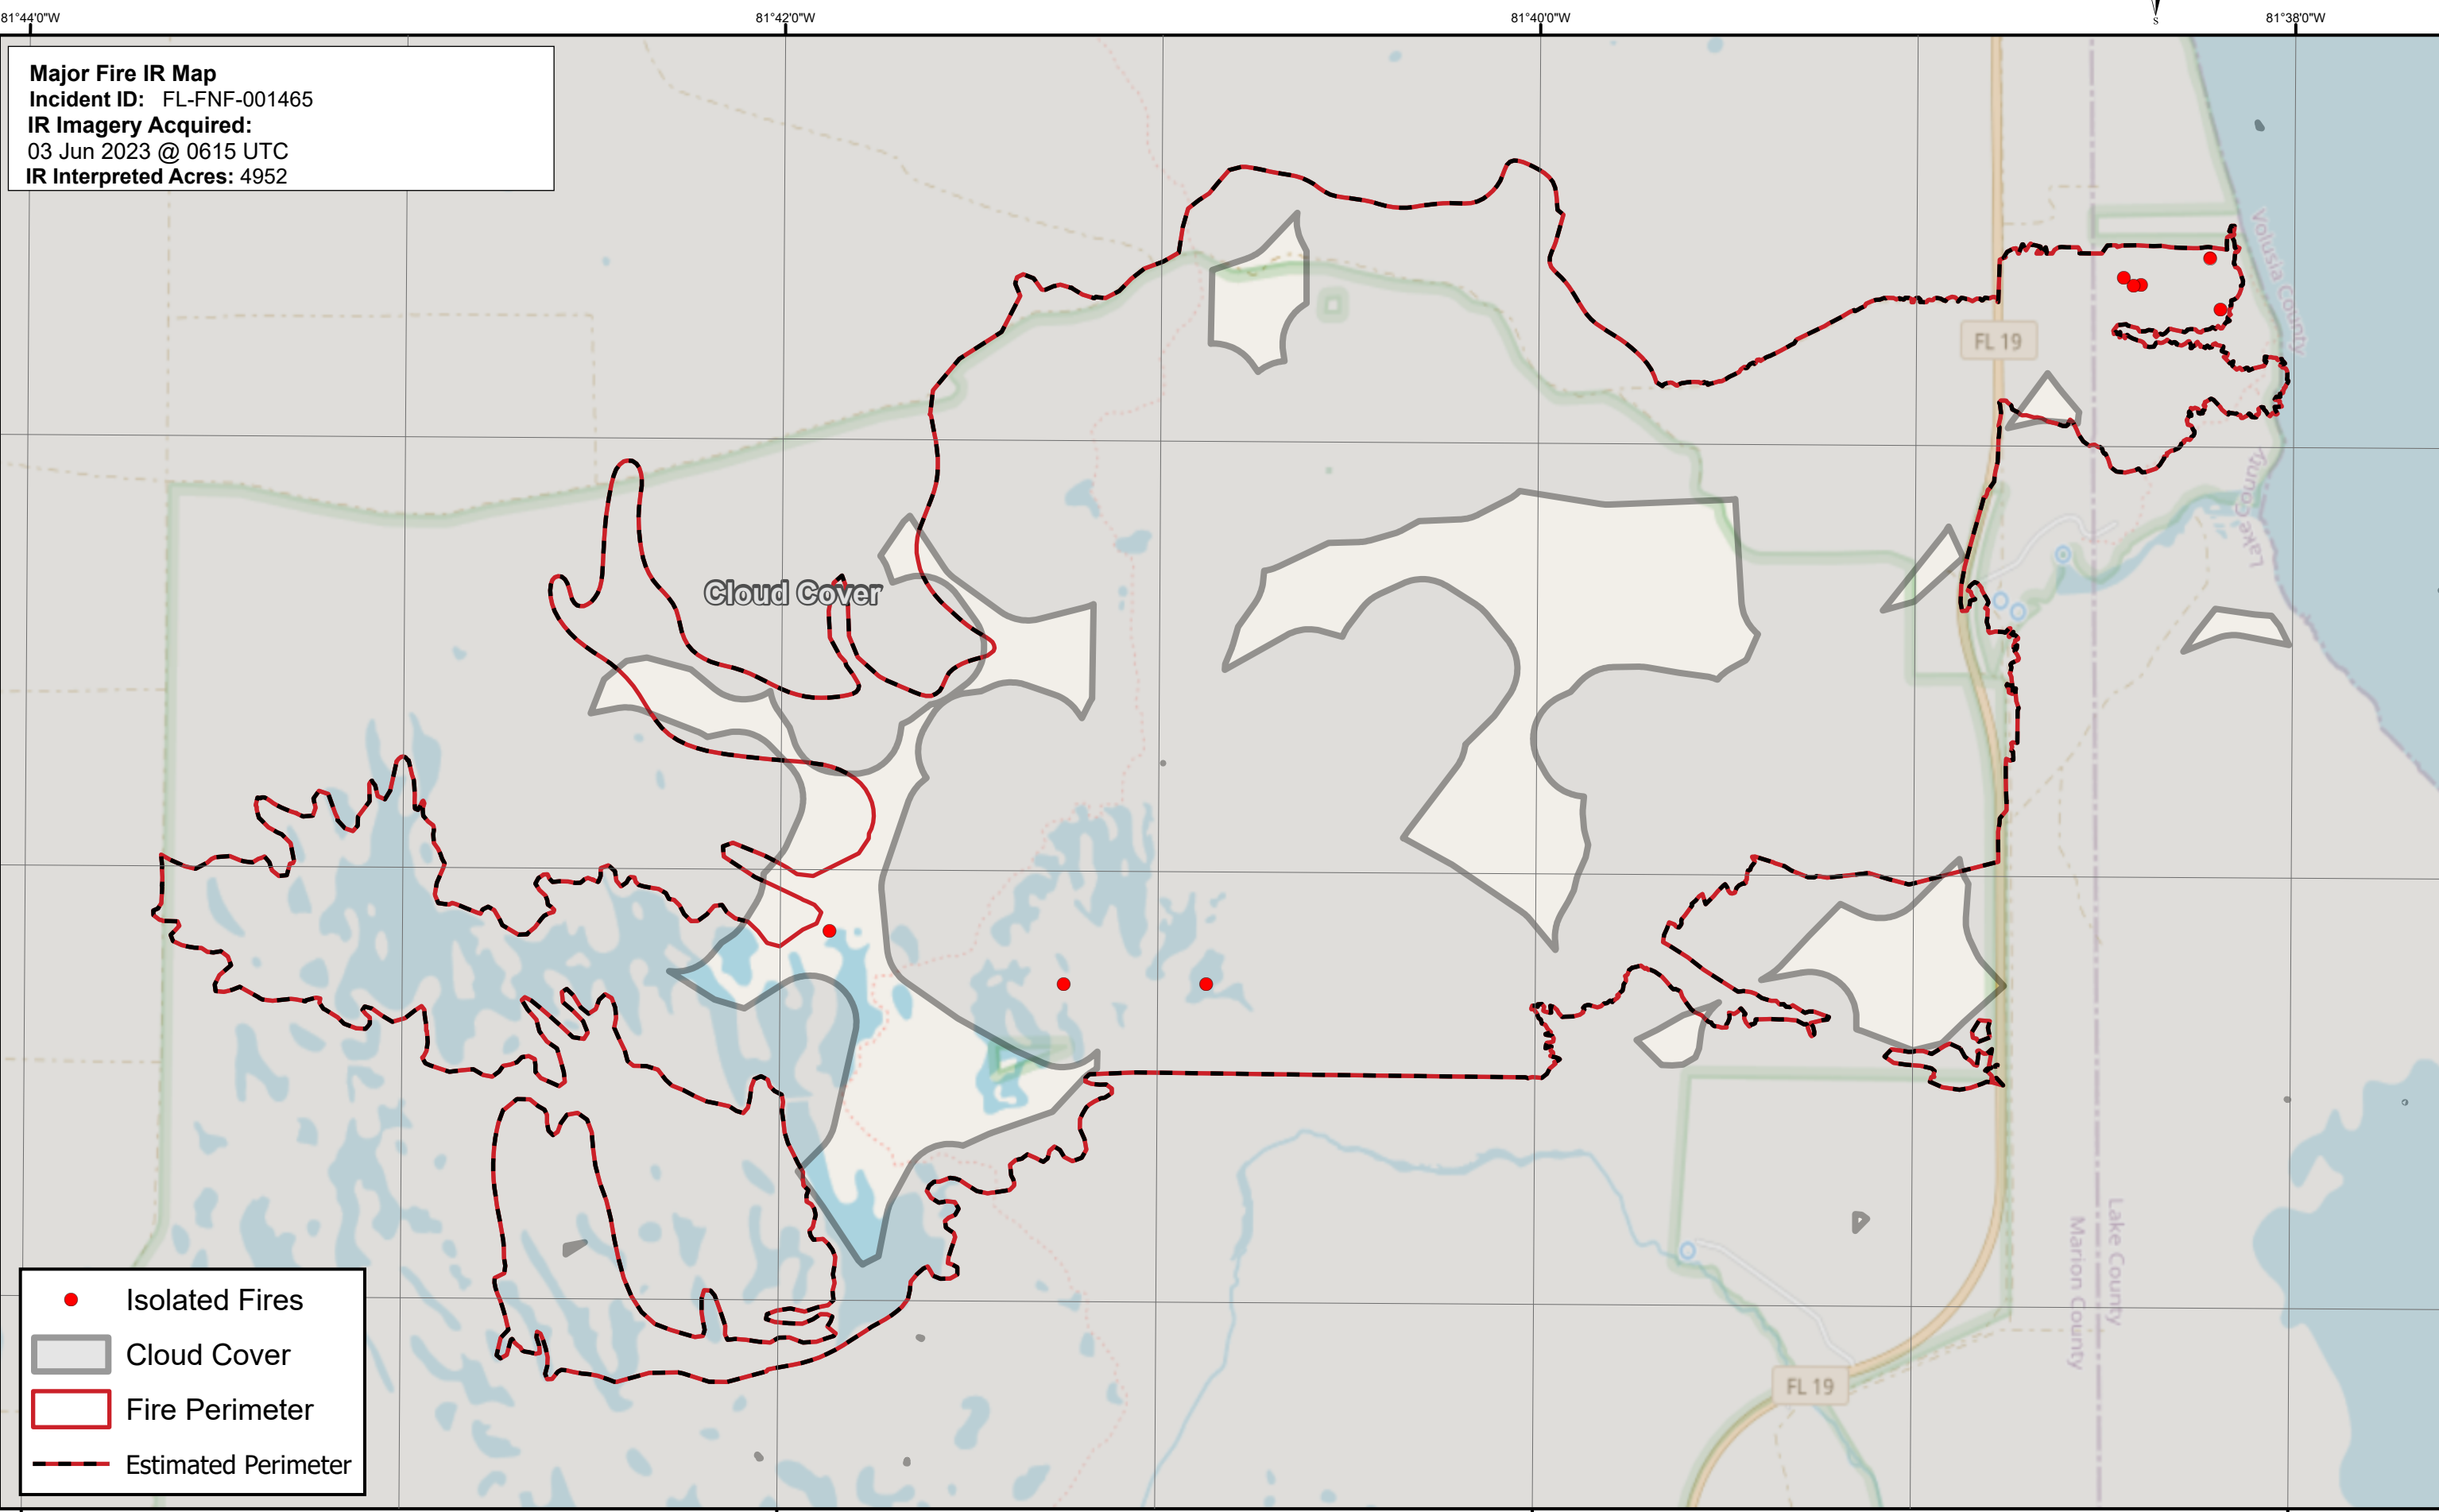 81°44'0"W
81°42'0"W
81°40'0"W
81°38'0"W
S
Major Fire IR Map
Incident ID: FL-FNF-001465
IR Imagery Acquired:
03 Jun 2023 @ 0615 UTC
IR Interpreted Acres: 4952
Volusia County
FL 19
Lake County
Cloud Cover
Lake County
Marion County
FL 19
Isolated Fires
Cloud Cover
Fire Perimeter
Estimated Perimeter